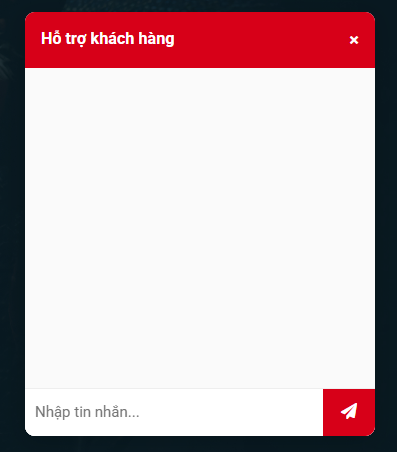 Hỗ trợ khách hàng
Nhập tin nhắn...